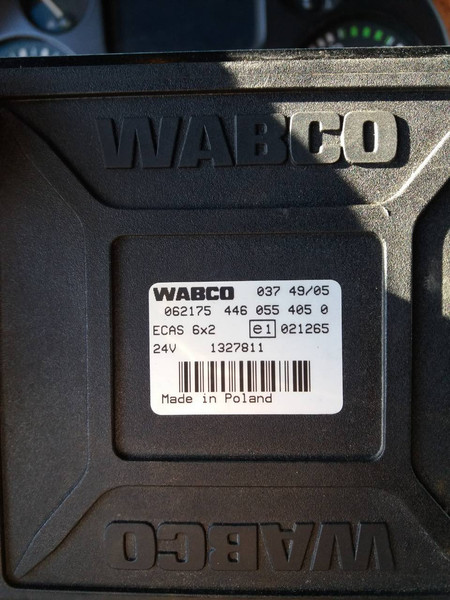 WABCO
WABCO 037 49/05
062175 446 055 405 0
ECAS 6x2 e1 021265
24V 1327811
Made in Poland
WABCO